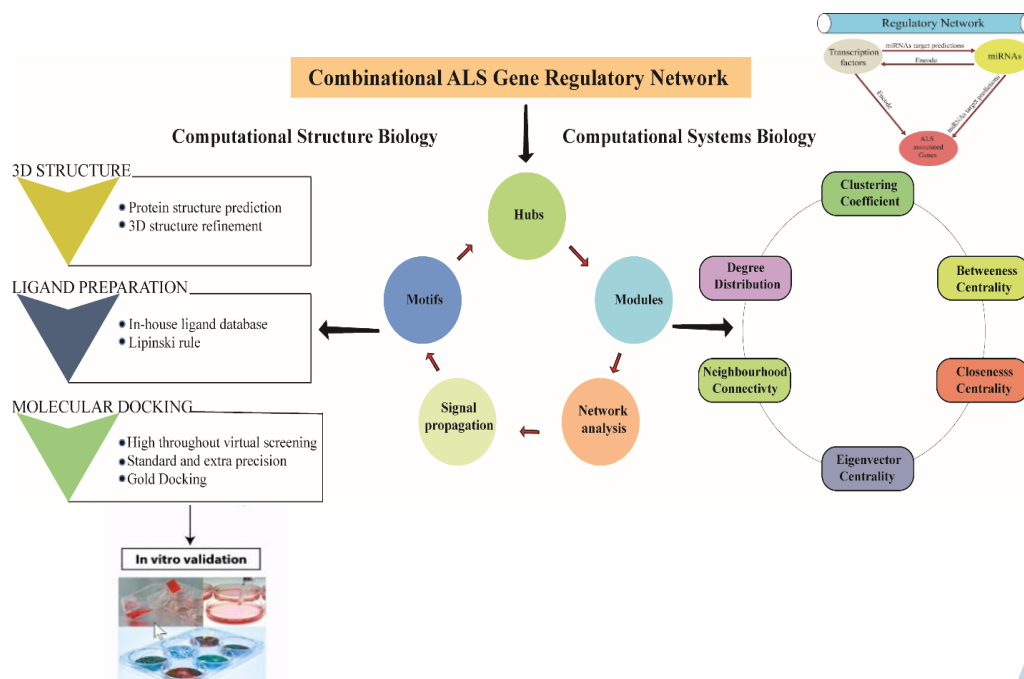 Regulatory Network
Transcription
factors
miRNAs target predictions
Encode
miRNAs
Encode
miRNAs target predictions
ALS
associated
Genes
Combinational ALS Gene Regulatory Network
Computational Structure Biology
Computational Systems Biology
3D STRUCTURE
Protein structure prediction
3D structure refinement
LIGAND PREPARATION
In-house ligand database
Lipinski rule
MOLECULAR DOCKING
High throughout virtual screening
Standard and extra precision
Gold Docking
In vitro validation
Hubs
Modules
Network
analysis
Signal
propagation
Motifs
Clustering
Coefficient
Betweeness
Centrality
Closenesss
Centrality
Eigenvector
Centrality
Neighbourhood
Connectivty
Degree
Distribution